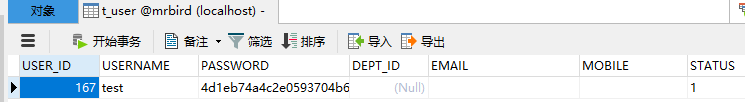 对象 t_user @mrbird (localhost) -
开始事务 备注 筛选 排序 导入 导出
USER_ID USERNAME PASSWORD DEPT_ID EMAIL MOBILE STATUS
167 test 4d1eb74a4c2e0593704b6 (Null) 1